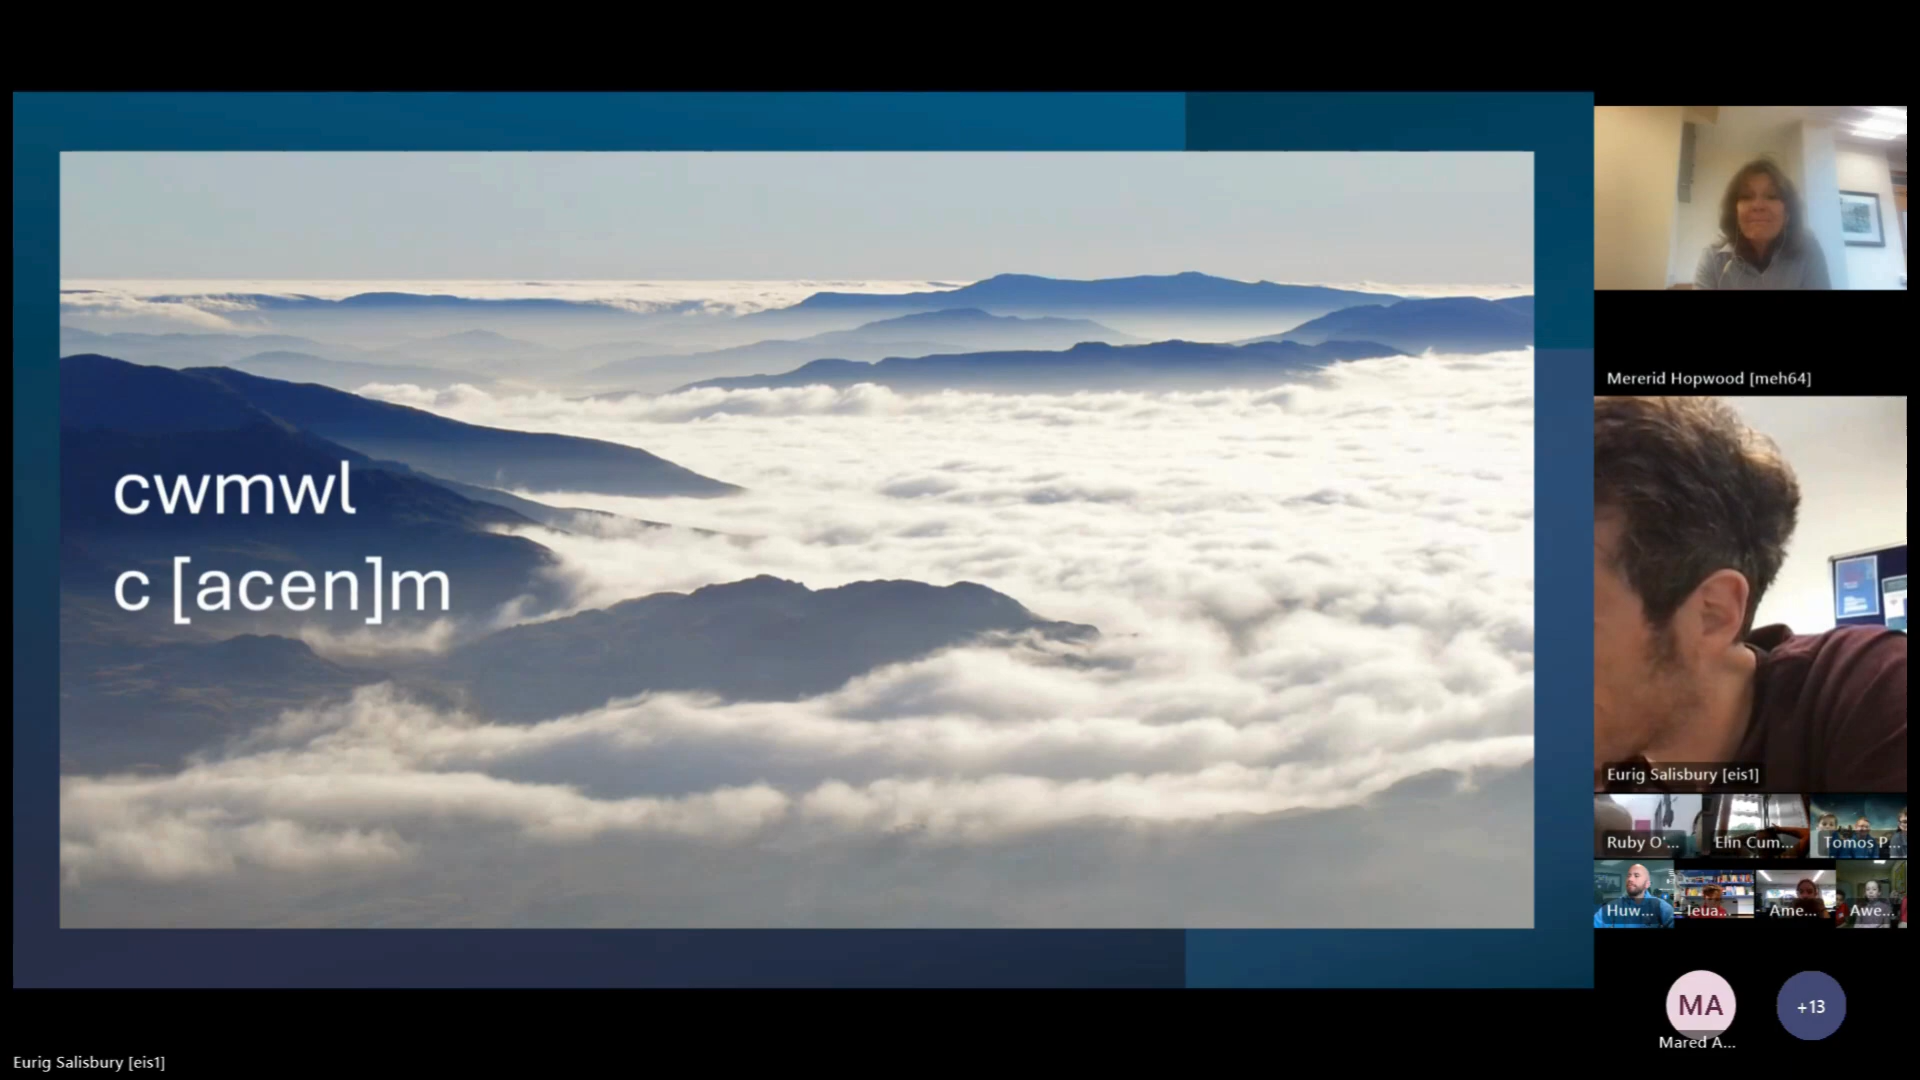 cwmwl
c [acen]m
Mererid Hopwood [meh64]
Eurig Salisbury [eis1]
Ruby O'...
Elin Cum...
Tomos P...
Huw...
Ieua...
Ame...
Awe...
MA
+13
Mared A...
Eurig Salisbury [eis1]